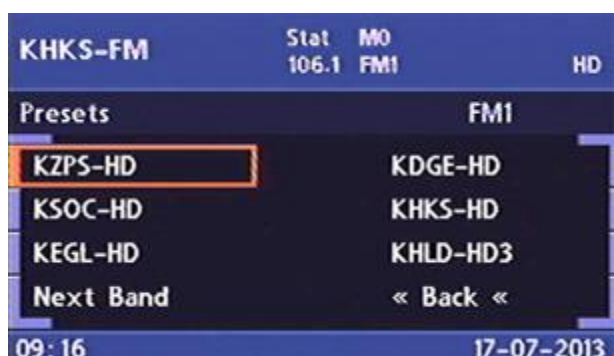 KHKS-FM Stat M0
106.1 FM1 HD
Presets FM1
KZPS-HD KDGE-HD
KSOC-HD KHKS-HD
KEGL-HD KHLD-HD3
Next Band « Back «
09:16 17-07-2013